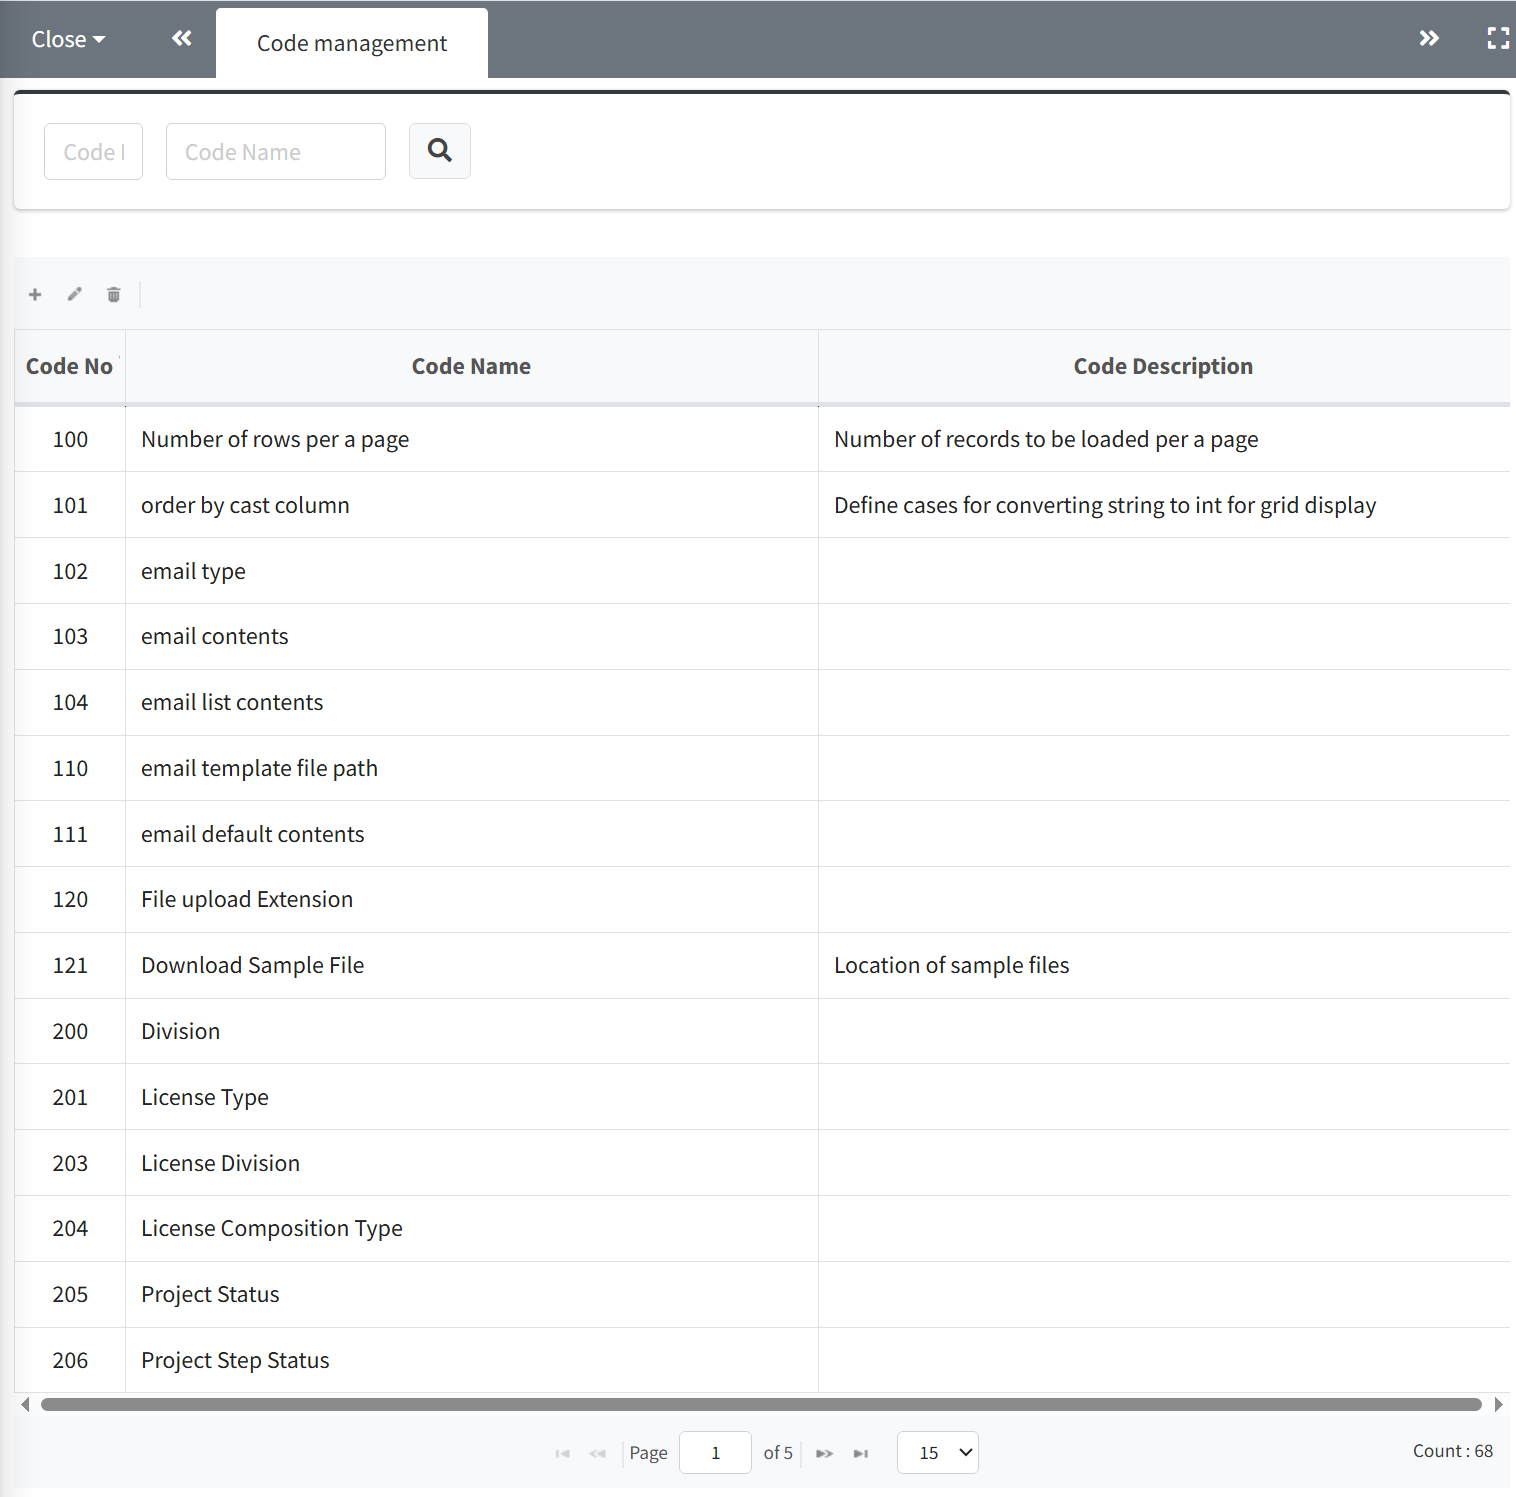 Close
Code management
Code I
Code Name
Code No
Code Name
Code Description
100 Number of rows per a page Number of records to be loaded per a page
101 order by cast column Define cases for converting string to int for grid display
102 email type
103 email contents
104 email list contents
110 email template file path
111 email default contents
120 File upload Extension
121 Download Sample File Location of sample files
200 Division
201 License Type
203 License Division
204 License Composition Type
205 Project Status
206 Project Step Status
Page 1 of 5 15 Count : 68